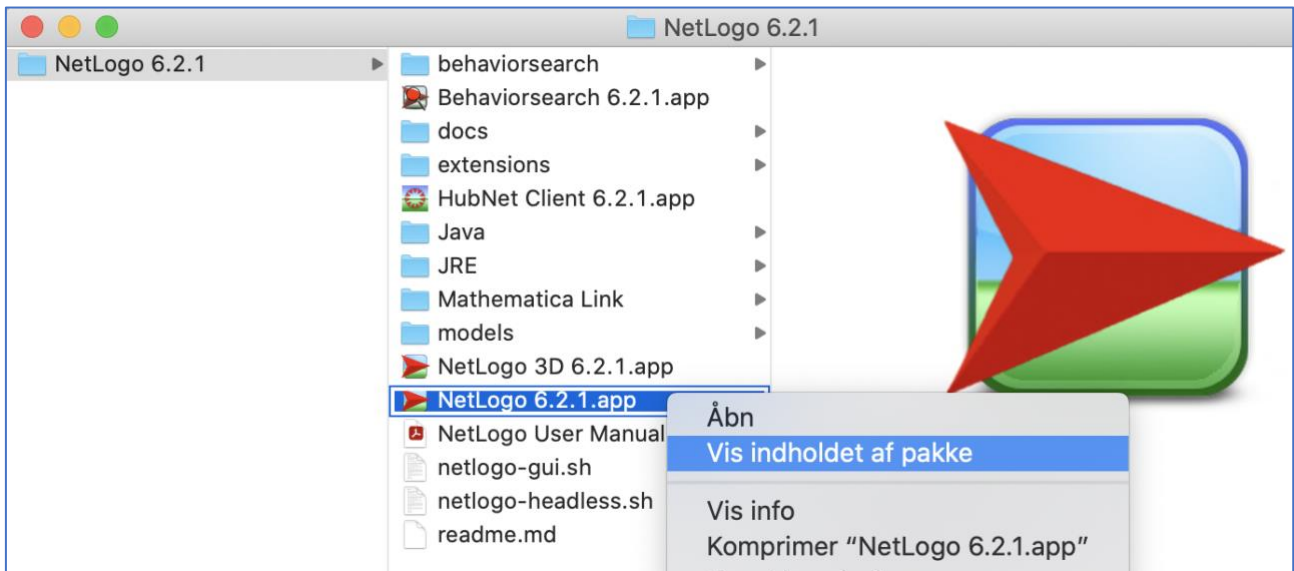 NetLogo 6.2.1
NetLogo 6.2.1
behaviorsearch
Behaviorsearch 6.2.1.app
docs
extensions
HubNet Client 6.2.1.app
Java
JRE
Mathematica Link
models
NetLogo 3D 6.2.1.app
NetLogo 6.2.1.app
NetLogo User Manual
netlogo-gui.sh
netlogo-headless.sh
readme.md
Åbn
Vis indholdet af pakke
Vis info
Komprimer “NetLogo 6.2.1.app”